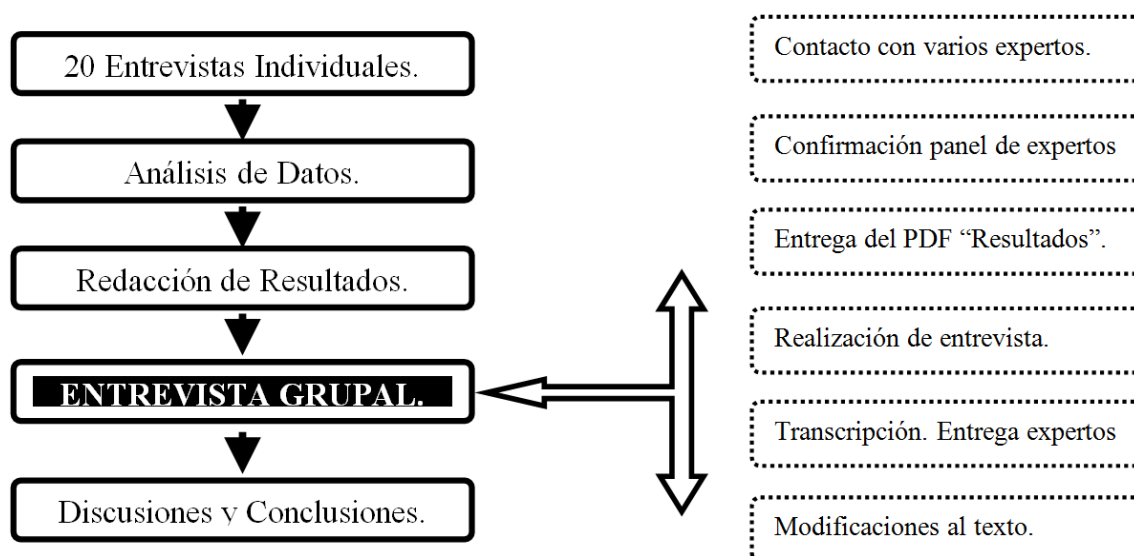 20 Entrevistas Individuales.
Análisis de Datos.
Redacción de Resultados.
ENTREVISTA GRUPAL.
Discusiones y Conclusiones.
Contacto con varios expertos.
Confirmación panel de expertos
Entrega del PDF “Resultados”.
Realización de entrevista.
Transcripción. Entrega expertos
Modificaciones al texto.